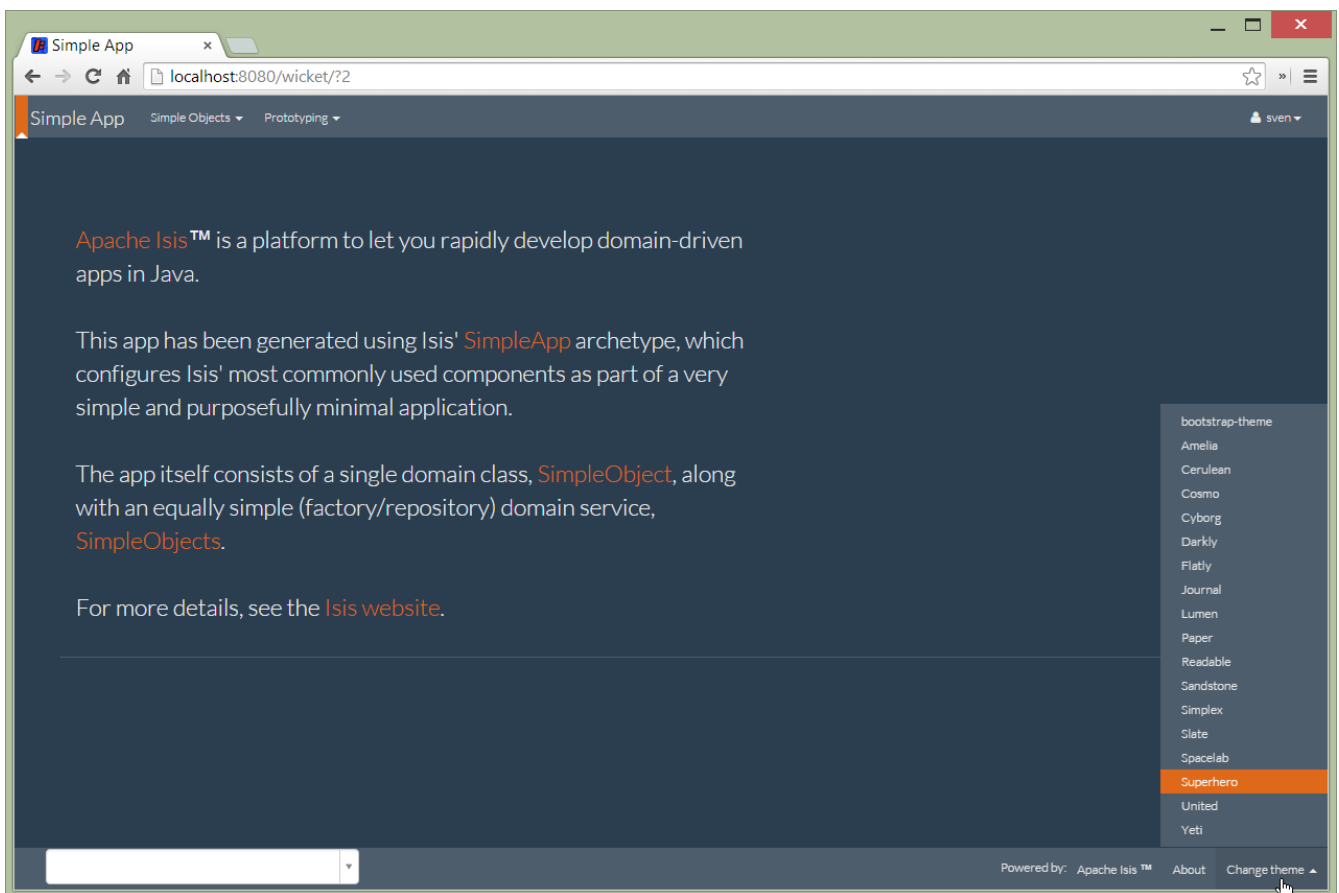 Simple App
localhost:8080/wicket/?2
Simple App Simple Objects Prototyping sven
Apache Isis™ is a platform to let you rapidly develop domain-driven
apps in Java.
This app has been generated using Isis' SimpleApp archetype, which
configures Isis' most commonly used components as part of a very
simple and purposefully minimal application.
The app itself consists of a single domain class, SimpleObject, along
with an equally simple (factory/repository) domain service,
SimpleObjects.
For more details, see the Isis website.
bootstrap-theme
Amelia
Cerulean
Cosmo
Cyborg
Darkly
Flatly
Journal
Lumen
Paper
Readable
Sandstone
Simplex
Slate
Spacelab
Superhero
United
Yeti
Powered by: Apache Isis ™ About Change theme